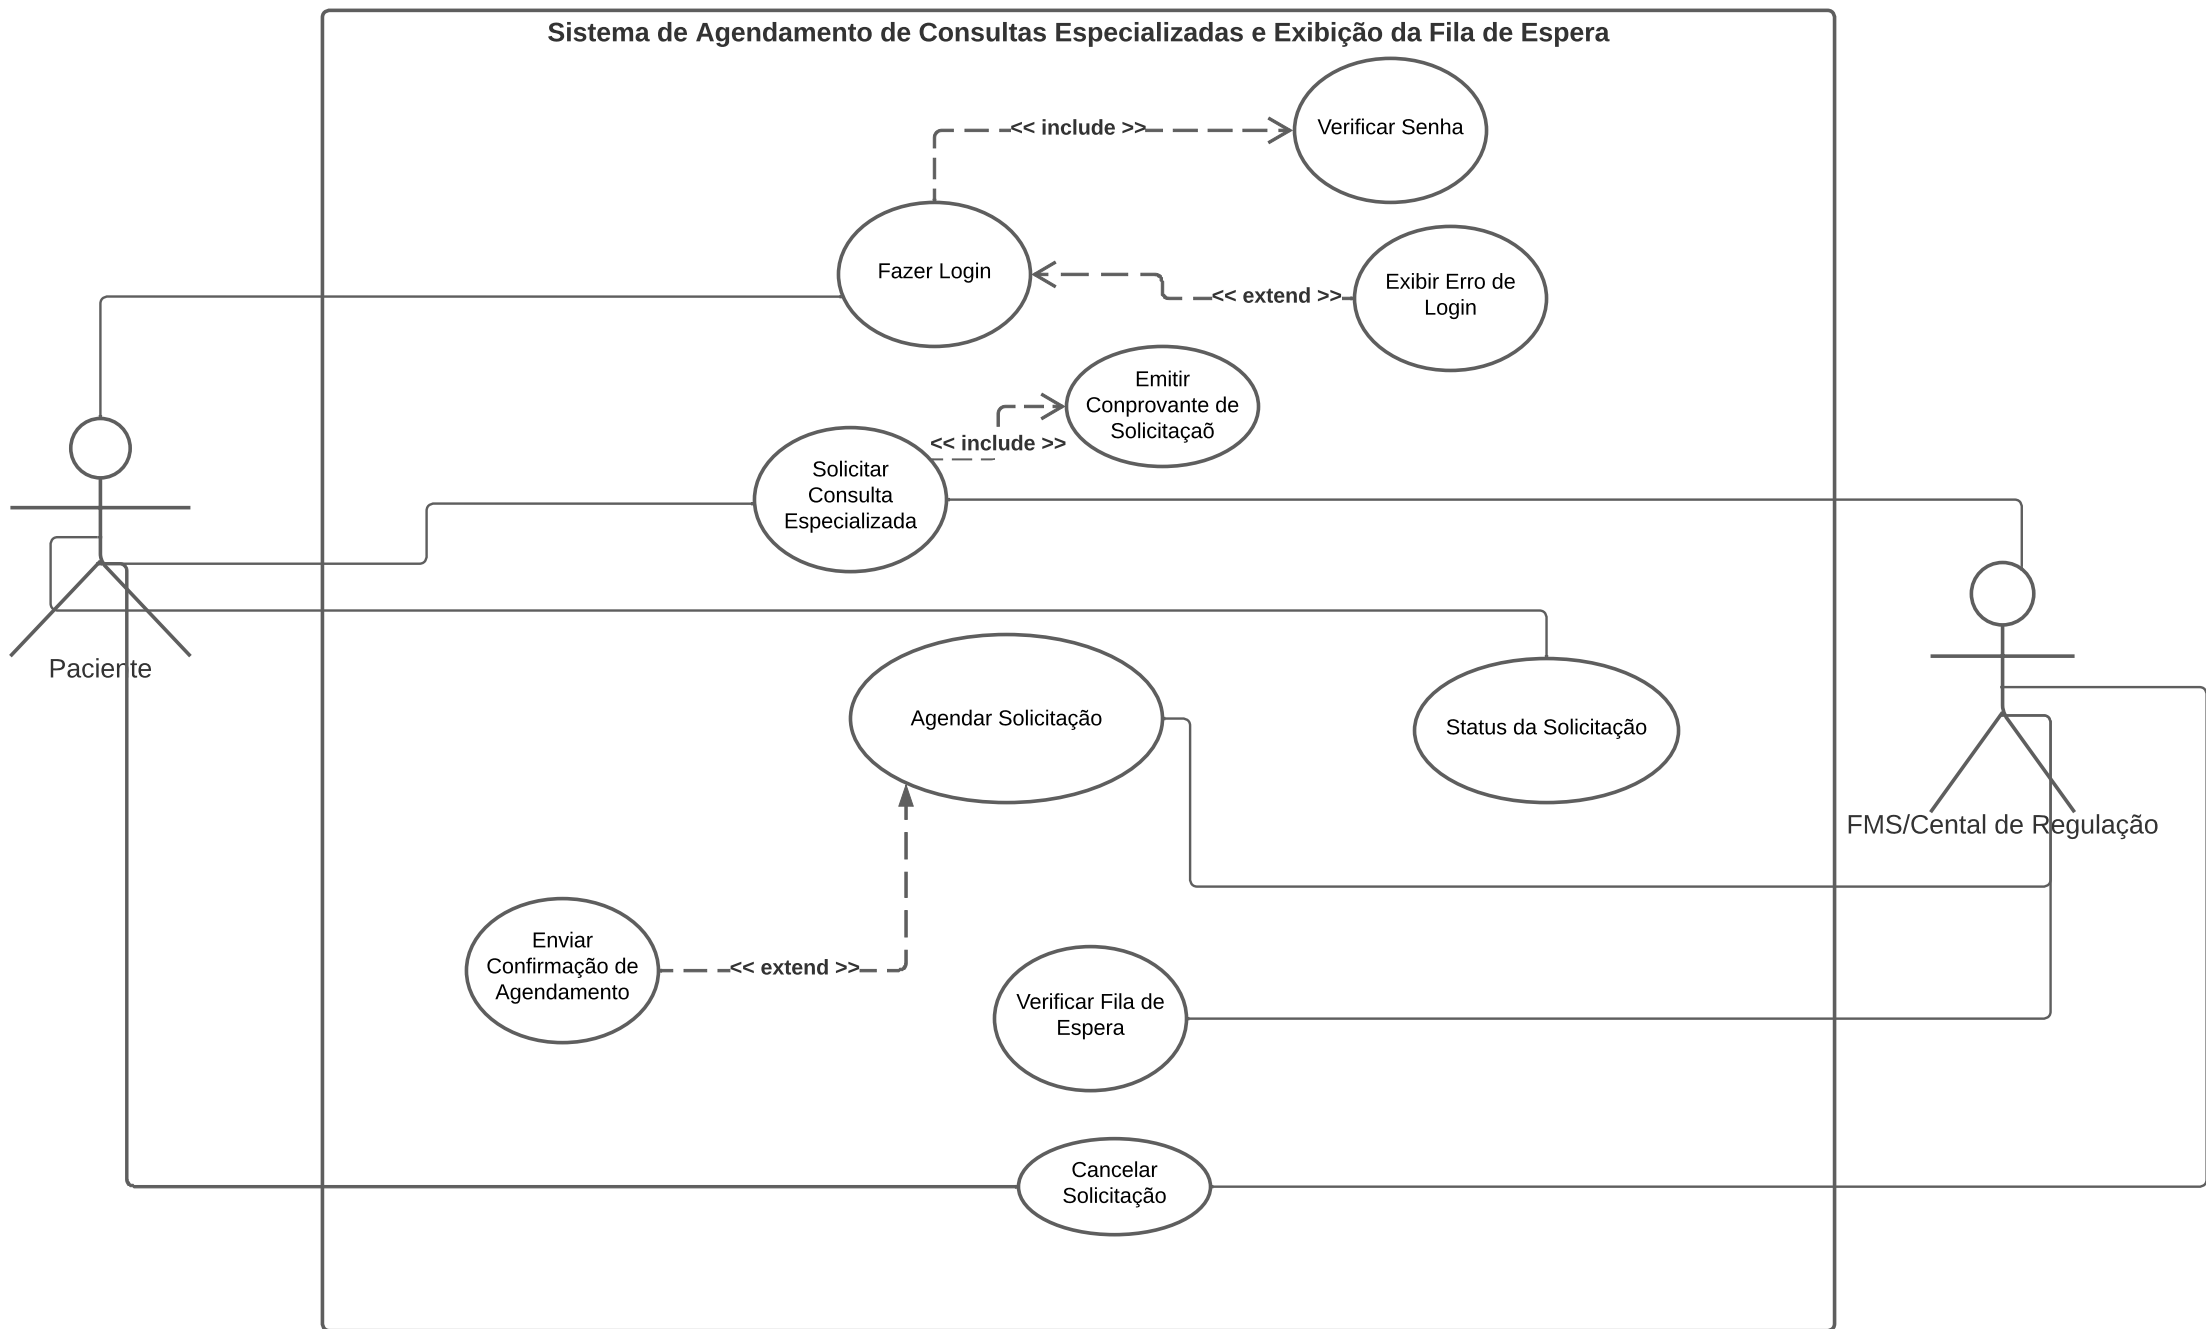 Sistema de Agendamento de Consultas Especializadas e Exibição da Fila de Espera
<< include >>
Verificar Senha
Fazer Login
<< extend >>
Exibir Erro de
Login
Emitir
Conprovante de
Solicitaçaõ
<< include >>
Solicitar
Consulta
Especializada
Paciente
Agendar Solicitação
Status da Solicitação
FMS/Cental de Regulação
Enviar
Confirmação de
Agendamento
<< extend >>
Verificar Fila de
Espera
Cancelar
Solicitação